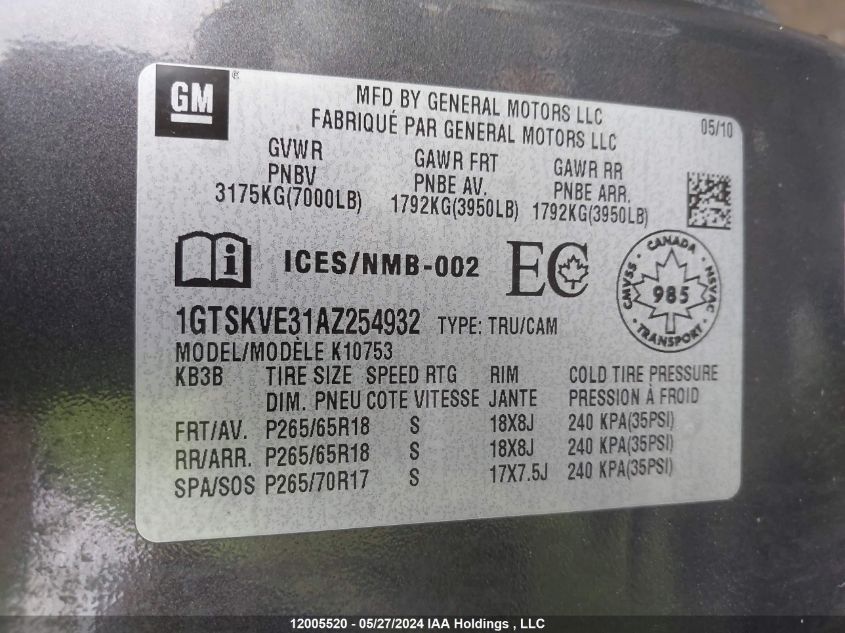 GM ®
MFD BY GENERAL MOTORS LLC
FABRIQUÉ PAR GENERAL MOTORS LLC
05/10
GVWR GAWR FRT GAWR RR
PNBV PNBE AV. PNBE ARR.
3175KG(7000LB) 1792KG(3950LB) 1792KG(3950LB)
i ICES/NMB-002 EC
CANADA
CMVSS 985 NSVAC
TRANSPORT
1GTSKVE31AZ254932 TYPE: TRU/CAM
MODEL/MODÈLE K10753
KB3B TIRE SIZE SPEED RTG RIM COLD TIRE PRESSURE
DIM. PNEU COTE VITESSE JANTE PRESSION À FROID
FRT/AV. P265/65R18 S 18X8J 240 KPA(35PSI)
RR/ARR. P265/65R18 S 18X8J 240 KPA(35PSI)
SPA/SOS P265/70R17 S 17X7.5J 240 KPA(35PSI)
12005520 - 05/27/2024 IAA Holdings , LLC